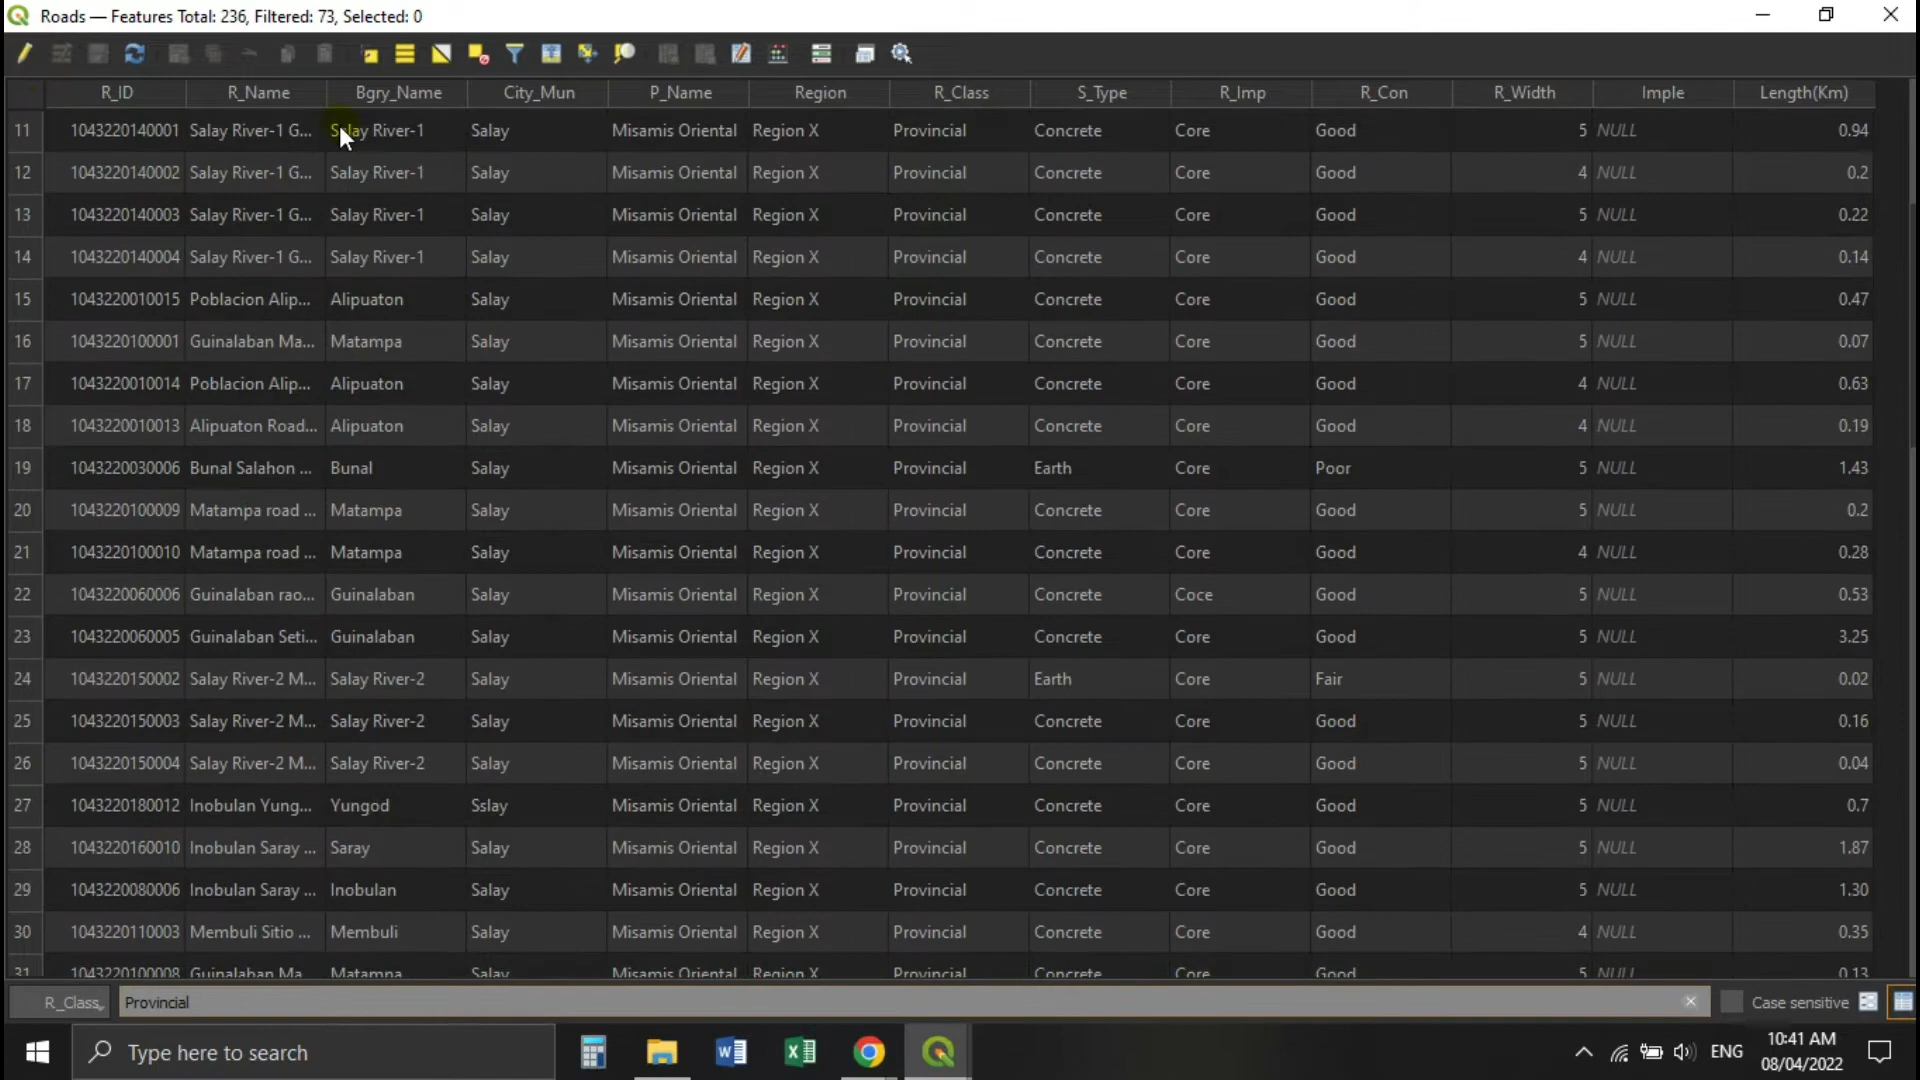 Roads — Features Total: 236, Filtered: 73, Selected: 0
R_ID R_Name Bgry_Name City_Mun P_Name Region R_Class S_Type R_Imp R_Con R_Width Imple Length(Km)
11 1043220140001 Salay River-1 G... Salay River-1 Salay Misamis Oriental Region X Provincial Concrete Core Good 5 NULL 0.94
12 1043220140002 Salay River-1 G... Salay River-1 Salay Misamis Oriental Region X Provincial Concrete Core Good 4 NULL 0.2
13 1043220140003 Salay River-1 G... Salay River-1 Salay Misamis Oriental Region X Provincial Concrete Core Good 5 NULL 0.22
14 1043220140004 Salay River-1 G... Salay River-1 Salay Misamis Oriental Region X Provincial Concrete Core Good 4 NULL 0.14
15 1043220010015 Poblacion Alip... Alipuaton Salay Misamis Oriental Region X Provincial Concrete Core Good 5 NULL 0.47
16 1043220100001 Guinalaban Ma... Matampa Salay Misamis Oriental Region X Provincial Concrete Core Good 5 NULL 0.07
17 1043220010014 Poblacion Alip... Alipuaton Salay Misamis Oriental Region X Provincial Concrete Core Good 4 NULL 0.63
18 1043220010013 Alipuaton Road... Alipuaton Salay Misamis Oriental Region X Provincial Concrete Core Good 4 NULL 0.19
19 1043220030006 Bunal Salahon ... Bunal Salay Misamis Oriental Region X Provincial Earth Core Poor 5 NULL 1.43
20 1043220100009 Matampa road ... Matampa Salay Misamis Oriental Region X Provincial Concrete Core Good 5 NULL 0.2
21 1043220100010 Matampa road ... Matampa Salay Misamis Oriental Region X Provincial Concrete Core Good 4 NULL 0.28
22 1043220060006 Guinalaban rao... Guinalaban Salay Misamis Oriental Region X Provincial Concrete Coce Good 5 NULL 0.53
23 1043220060005 Guinalaban Seti... Guinalaban Salay Misamis Oriental Region X Provincial Concrete Core Good 5 NULL 3.25
24 1043220150002 Salay River-2 M... Salay River-2 Salay Misamis Oriental Region X Provincial Earth Core Fair 5 NULL 0.02
25 1043220150003 Salay River-2 M... Salay River-2 Salay Misamis Oriental Region X Provincial Concrete Core Good 5 NULL 0.16
26 1043220150004 Salay River-2 M... Salay River-2 Salay Misamis Oriental Region X Provincial Concrete Core Good 5 NULL 0.04
27 1043220180012 Inobulan Yung... Yungod Sslay Misamis Oriental Region X Provincial Concrete Core Good 5 NULL 0.7
28 1043220160010 Inobulan Saray ... Saray Salay Misamis Oriental Region X Provincial Concrete Core Good 5 NULL 1.87
29 1043220080006 Inobulan Saray ... Inobulan Salay Misamis Oriental Region X Provincial Concrete Core Good 5 NULL 1.30
30 1043220110003 Membuli Sitio ... Membuli Salay Misamis Oriental Region X Provincial Concrete Core Good 4 NULL 0.35
31 1043220100008 Guinalaban Ma... Matampa Salay Misamis Oriental Region X Provincial Concrete Core Good 5 NULL 0.13
R_Class Provincial Case sensitive
Type here to search ENG 10:41 AM
08/04/2022